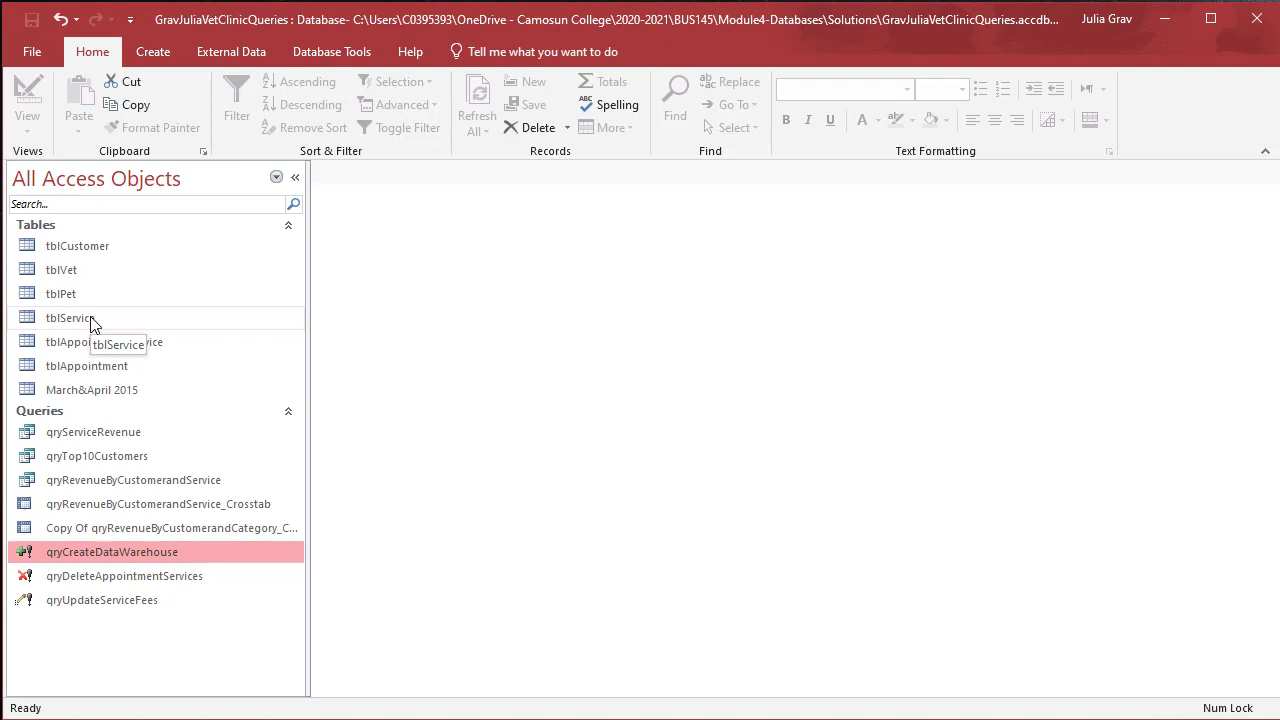 GravJuliaVetClinicQueries : Database- C:\Users\C0395393\OneDrive - Camosun College\2020-2021\BUS145\Module4-Databases\Solutions\GravJuliaVetClinicQueries.accdb...
Julia Grav
File Home Create External Data Database Tools Help Tell me what you want to do
View
Views
Paste
Cut
Copy
Format Painter
Clipboard
Filter
Ascending
Descending
Remove Sort
Selection
Advanced
Toggle Filter
Sort & Filter
Refresh
All
New
Save
Delete
Totals
Spelling
More
Records
Find
Replace
Go To
Select
Find
B I U A
Text Formatting
All Access Objects
Search...
Tables
tblCustomer
tblVet
tblPet
tblService
tblService
tblAppointment
March&April 2015
Queries
qryServiceRevenue
qryTop10Customers
qryRevenueByCustomerandService
qryRevenueByCustomerandService_Crosstab
Copy Of qryRevenueByCustomerandCategory_C...
qryCreateDataWarehouse
qryDeleteAppointmentServices
qryUpdateServiceFees
Ready
Num Lock